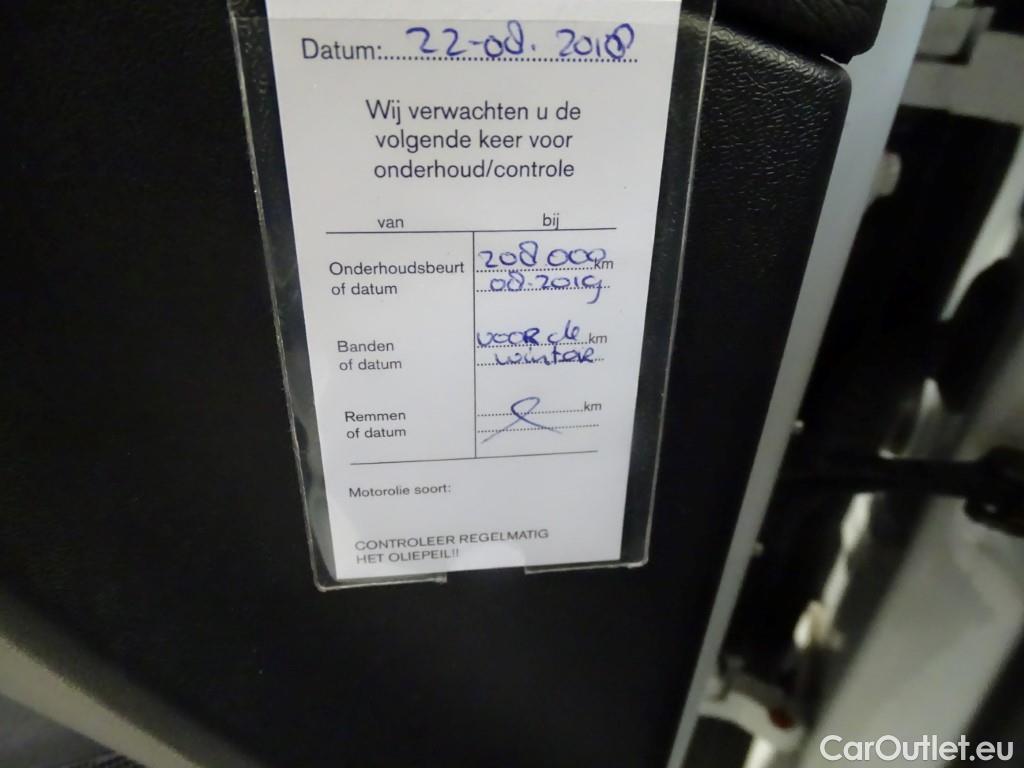 Datum: 22-08. 2018
Wij verwachten u de
volgende keer voor
onderhoud/controle
van bij
Onderhoudsbeurt 208.000 km
of datum 08-2019
Banden voor de km
of datum winter
Remmen km
of datum
Motorolie soort:
CONTROLEER REGELMATIG
HET OLIEPEIL!!
CarOutlet.eu